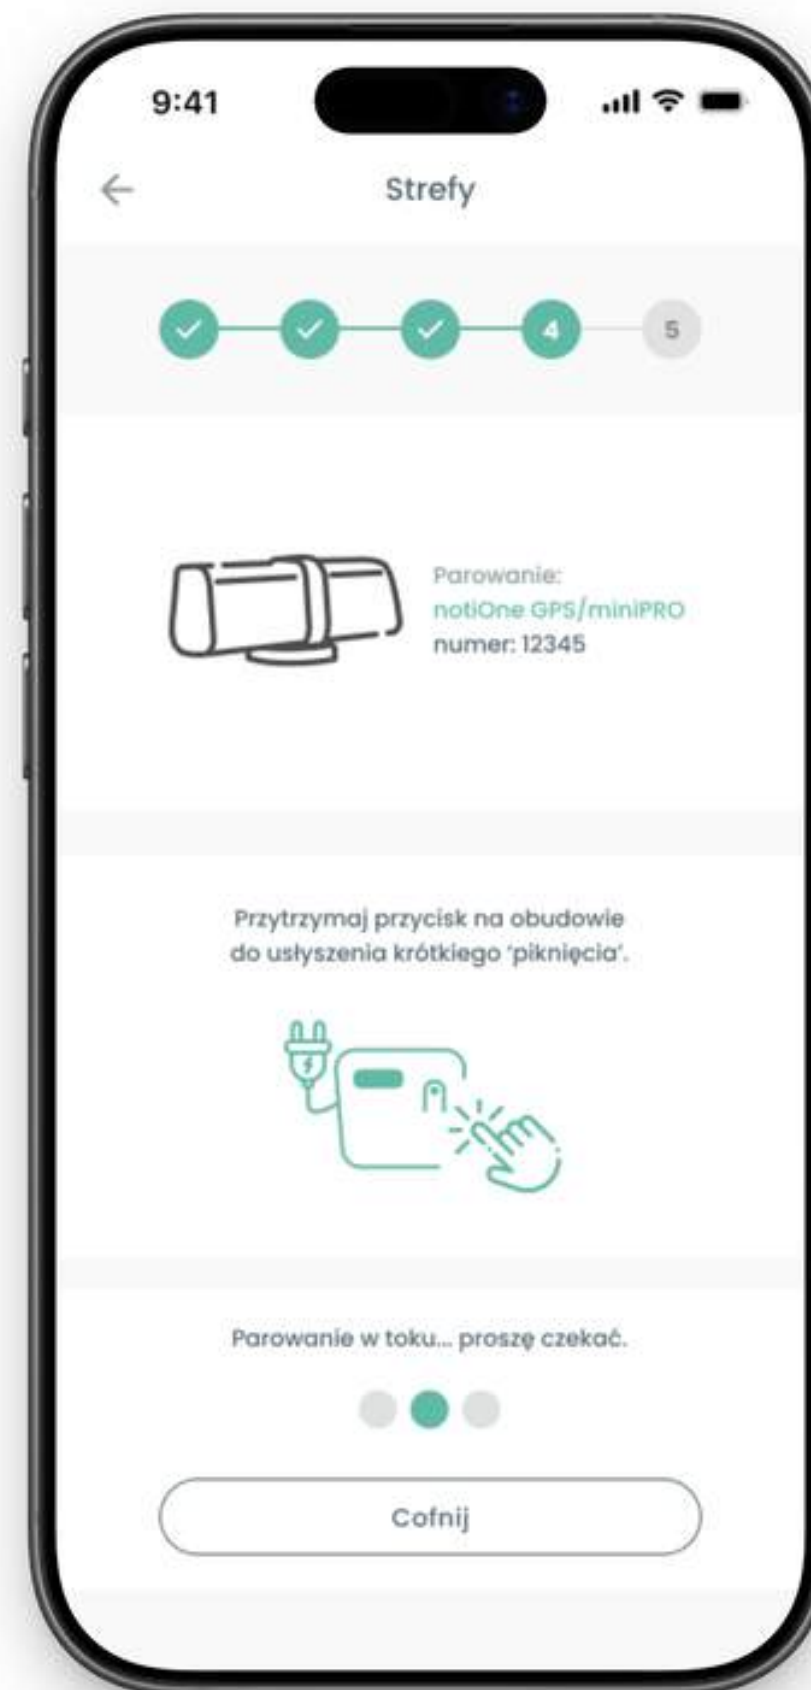 9:41
Strefy
4
5
Parowanie:
notiOne GPS/miniPRO
numer: 12345
Przytrzymaj przycisk na obudowie
do usłyszenia krótkiego ‘piknięcia’.
Parowanie w toku... proszę czekać.
Cofnij